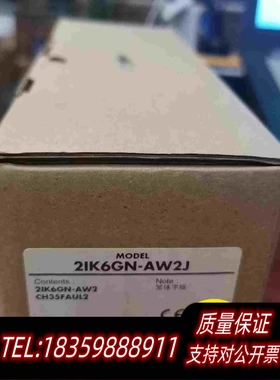 MODEL
2IK6GN-AW2J
Contents
Note
2IK6GN-AW2
CH35FAUL2
CE
质量保证
TEL:18359888911
支持对公开票